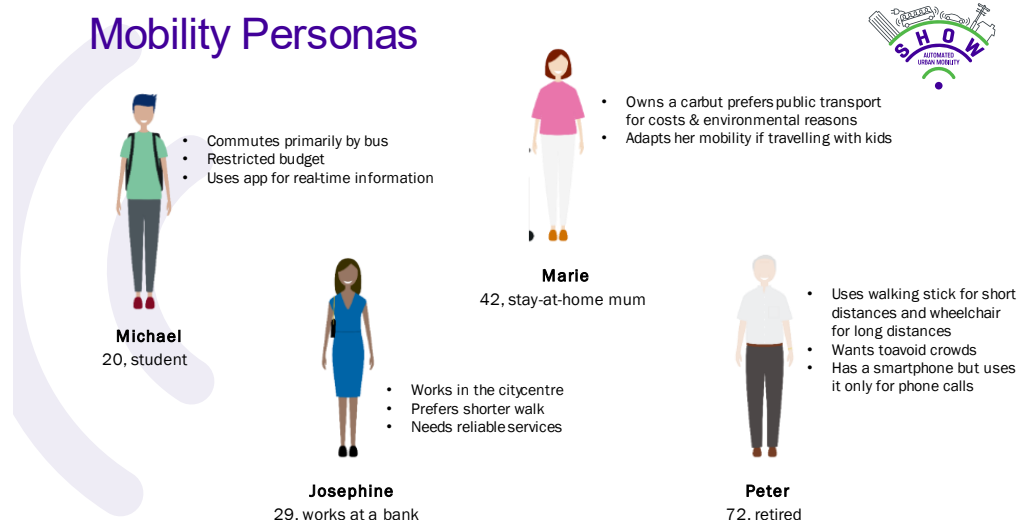 Mobility Personas
SHOW
AUTOMATED
URBAN MOBILITY
• Commutes primarily by bus
• Restricted budget
• Uses app for real-time information
Michael
20, student
• Owns a carbut prefers public transport
for costs & environmental reasons
• Adapts her mobility if travelling with kids
Marie
42, stay-at-home mum
• Works in the citycentre
• Prefers shorter walk
• Needs reliable services
Josephine
29, works at a bank
• Uses walking stick for short
distances and wheelchair
for long distances
• Wants toavoid crowds
• Has a smartphone but uses
it only for phone calls
Peter
72, retired